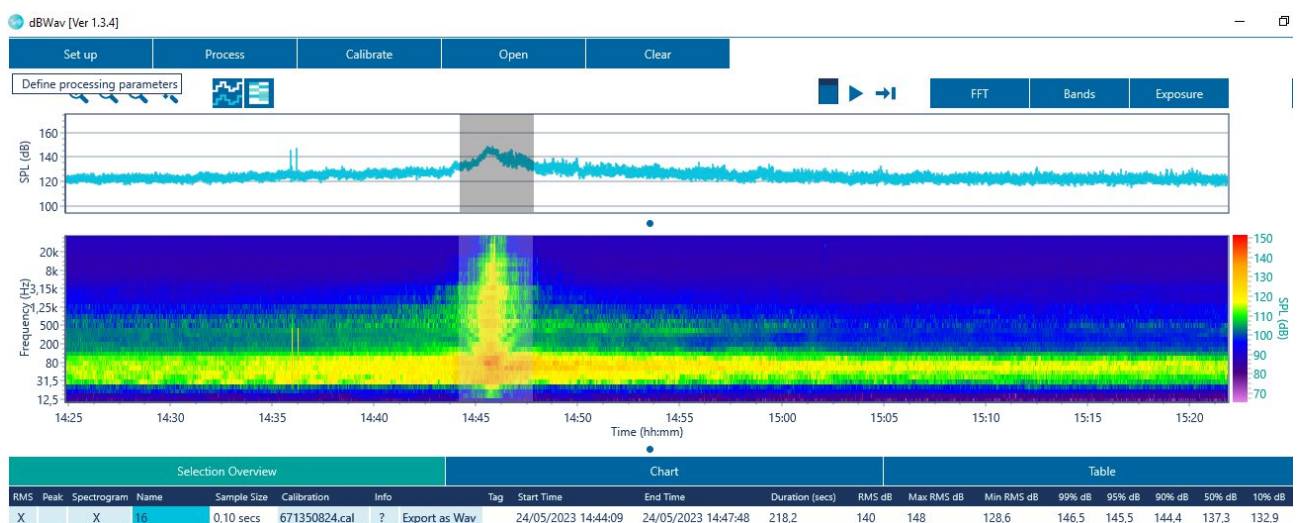 dBWav [Ver 1.3.4]
Set up Process Calibrate Open Clear
Define processing parameters
FFT Bands Exposure
SPL (dB)
160
140
120
100
Frequency (Hz)
20k
8k
3,15k
1,25k
500
200
80
31,5
12,5
150
140
130
120
110
100
90
80
70
SPL (dB)
14:25 14:30 14:35 14:40 14:45 14:50 14:55 15:00 15:05 15:10 15:15 15:20
Time (hh:mm)
Selection Overview Chart Table
RMS Peak Spectrogram Name Sample Size Calibration Info Tag Start Time End Time Duration (secs) RMS dB Max RMS dB Min RMS dB 99% dB 95% dB 90% dB 50% dB 10% dB
X X 16 0,10 secs 671350824.cal ? Export as Wav 24/05/2023 14:44:09 24/05/2023 14:47:48 218,2 140 148 128,6 146,5 145,5 144,4 137,3 132,9